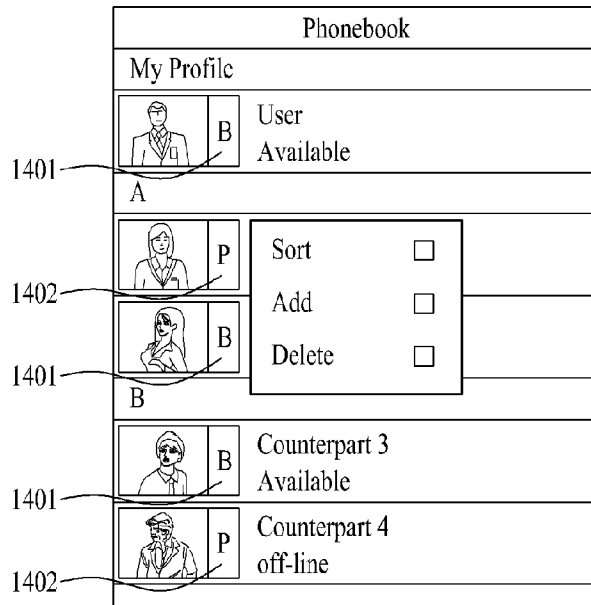 Phonebook
My Profile
B
User
Available
1401
A
P
Sort
1402
Add
B
Delete
1401
B
B
Counterpart 3
Available
1401
P
Counterpart 4
off-line
1402